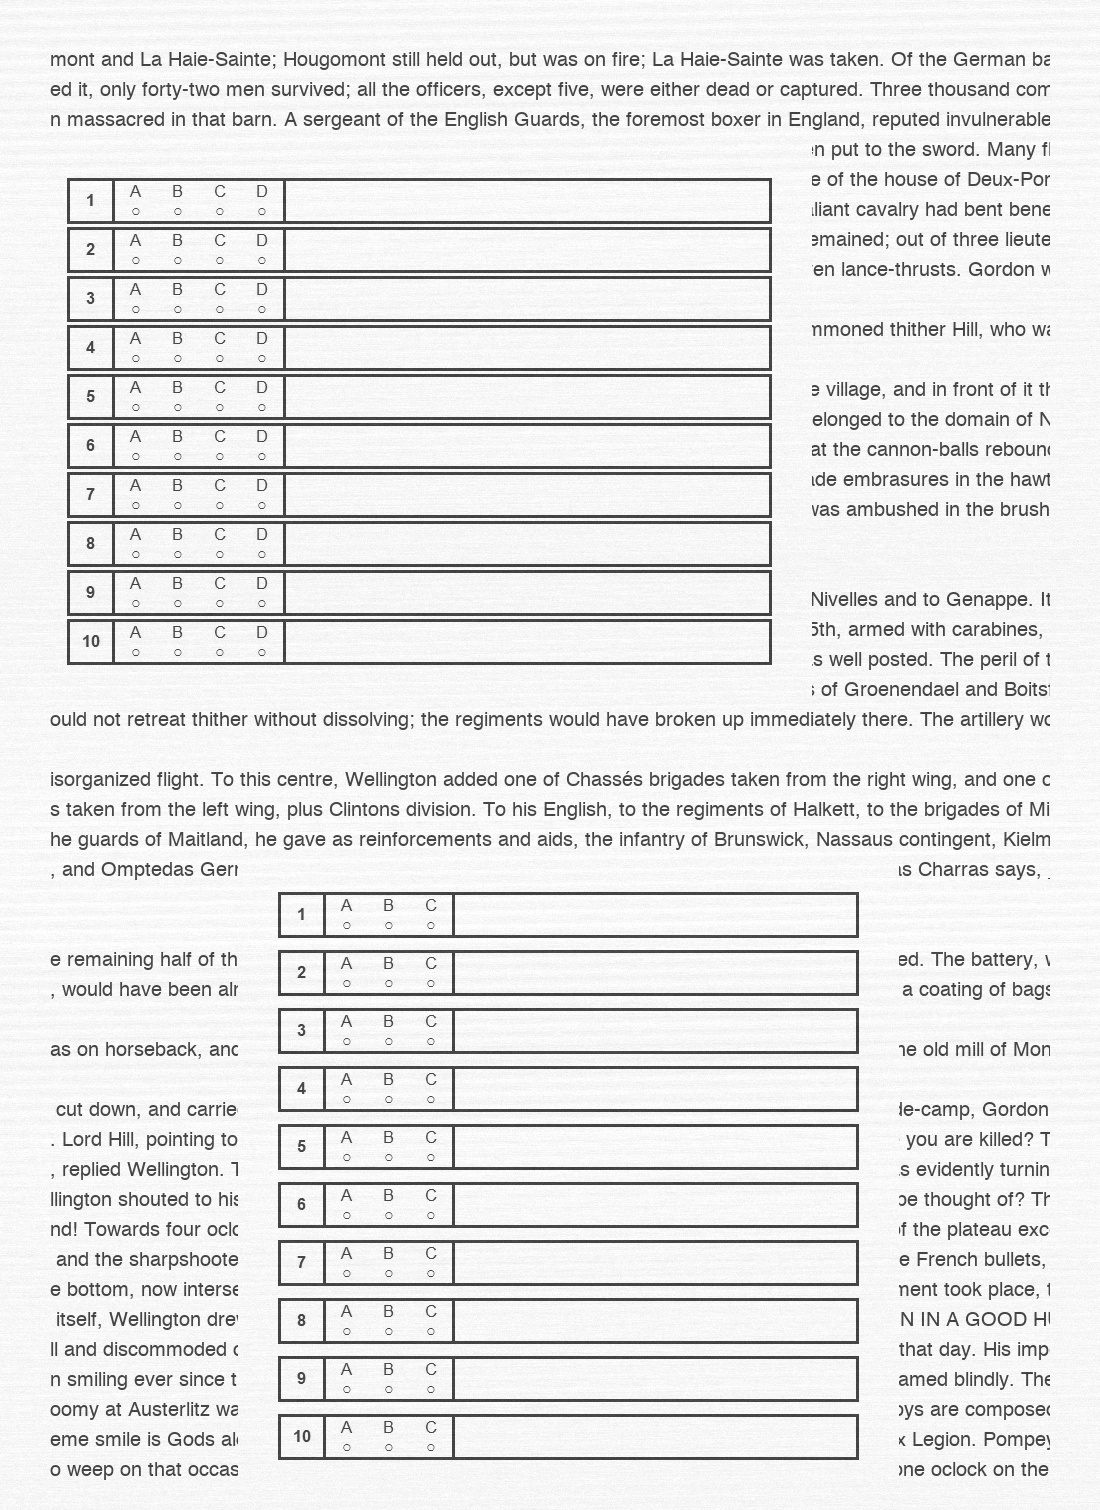 mont and La Haie-Sainte; Hougomont still held out, but was on fire; La Haie-Sainte was taken. Of the German ba
ed it, only forty-two men survived; all the officers, except five, were either dead or captured. Three thousand com
n massacred in that barn. A sergeant of the English Guards, the foremost boxer in England, reputed invulnerable
1 A B C D
2 A B C D
3 A B C D
4 A B C D
5 A B C D
6 A B C D
7 A B C D
8 A B C D
9 A B C D
10 A B C D
n put to the sword. Many fl
e of the house of Deux-Pon
liant cavalry had bent bene
emained; out of three lieute
en lance-thrusts. Gordon w
mmoned thither Hill, who wa
e village, and in front of it th
elonged to the domain of N
at the cannon-balls rebound
de embrasures in the hawt
was ambushed in the brush
Nivelles and to Genappe. It
5th, armed with carabines,
s well posted. The peril of t
s of Groenendael and Boitsf
ould not retreat thither without dissolving; the regiments would have broken up immediately there. The artillery wo
isorganized flight. To this centre, Wellington added one of Chassés brigades taken from the right wing, and one o
s taken from the left wing, plus Clintons division. To his English, to the regiments of Halkett, to the brigades of Mi
he guards of Maitland, he gave as reinforcements and aids, the infantry of Brunswick, Nassaus contingent, Kielm
, and Omptedas Gerr
e remaining half of th
, would have been alr
as on horseback, and
cut down, and carrie
. Lord Hill, pointing to
, replied Wellington. T
llington shouted to his
nd! Towards four oclo
and the sharpshoote
e bottom, now interse
itself, Wellington drew
ll and discommoded o
n smiling ever since t
oomy at Austerlitz wa
eme smile is Gods alo
o weep on that occas
1 A B C
2 A B C
3 A B C
4 A B C
5 A B C
6 A B C
7 A B C
8 A B C
9 A B C
10 A B C
as Charras says,
ed. The battery, w
a coating of bags
he old mill of Mon
de-camp, Gordon
you are killed? T
s evidently turnin
be thought of? Th
of the plateau exc
e French bullets,
ment took place, t
N IN A GOOD HU
that day. His imp
amed blindly. The
oys are composed
x Legion. Pompey
one oclock on the